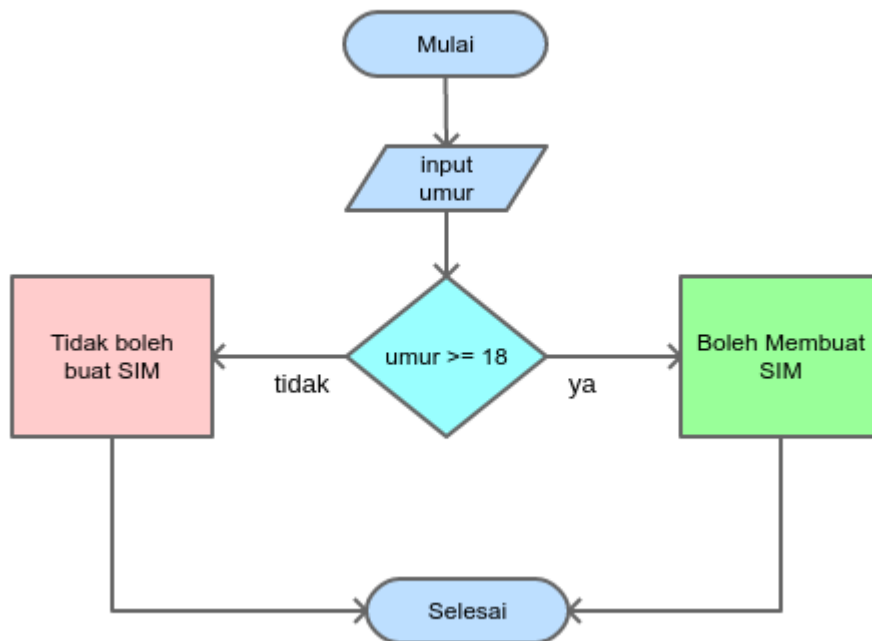 Mulai
input
umur
umur >= 18
Tidak boleh
buat SIM
Boleh Membuat
SIM
tidak
ya
Selesai